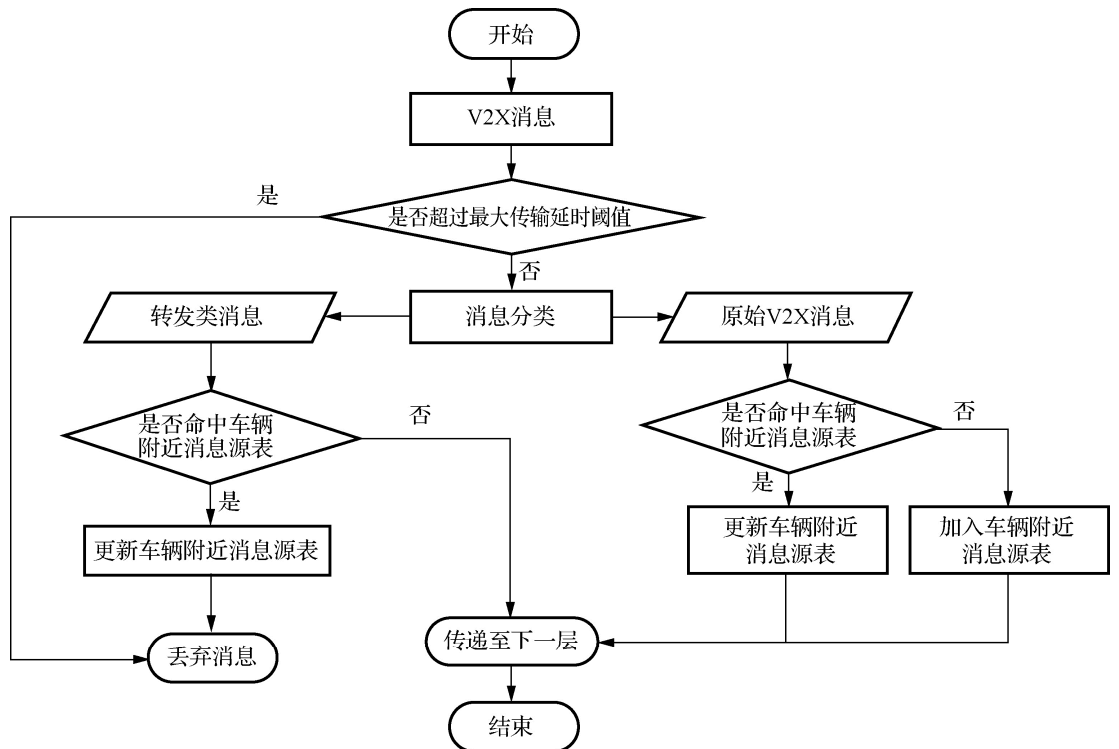 开始
V2X消息
是
是否超过最大传输延时阈值
否
转发类消息
消息分类
原始V2X消息
是否命中车辆
附近消息源表
否
是否命中车辆
附近消息源表
否
是
是
更新车辆附近消息源表
更新车辆附近
消息源表
加入车辆附近
消息源表
传递至下一层
丢弃消息
结束